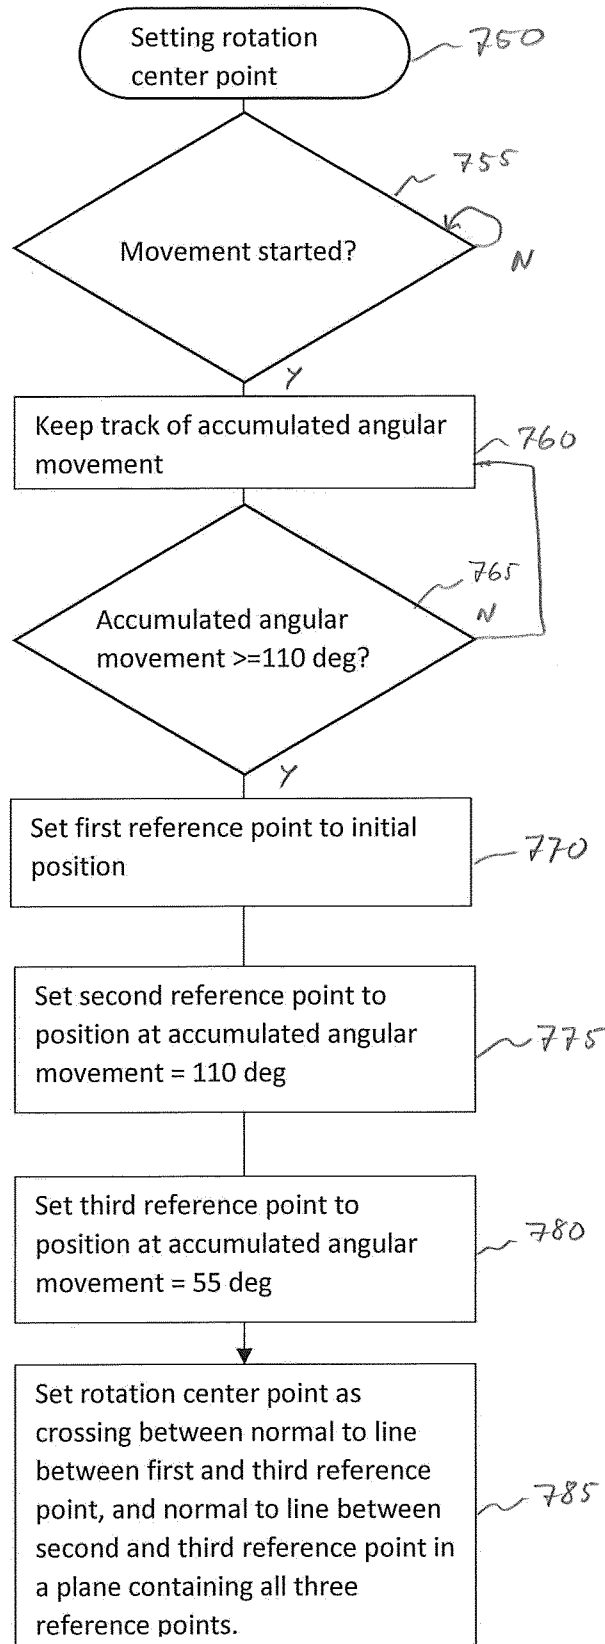 Setting rotation
center point
750
755
Movement started?
N
Y
Keep track of accumulated angular
movement
760
765
N
Accumulated angular
movement >=110 deg?
Y
Set first reference point to initial
position
770
Set second reference point to
position at accumulated angular
movement = 110 deg
775
Set third reference point to
position at accumulated angular
movement = 55 deg
780
Set rotation center point as
crossing between normal to line
between first and third reference
point, and normal to line between
second and third reference point in
a plane containing all three
reference points.
785